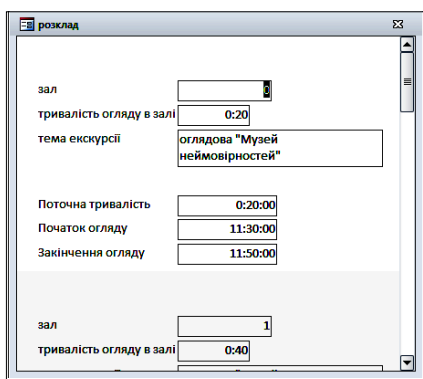 розклад
зал 0
тривалість огляду в залі 0:20
тема екскурсії оглядова "Музей
неймовірностей"
Поточна тривалість 0:20:00
Початок огляду 11:30:00
Закінчення огляду 11:50:00
зал 1
тривалість огляду в залі 0:40